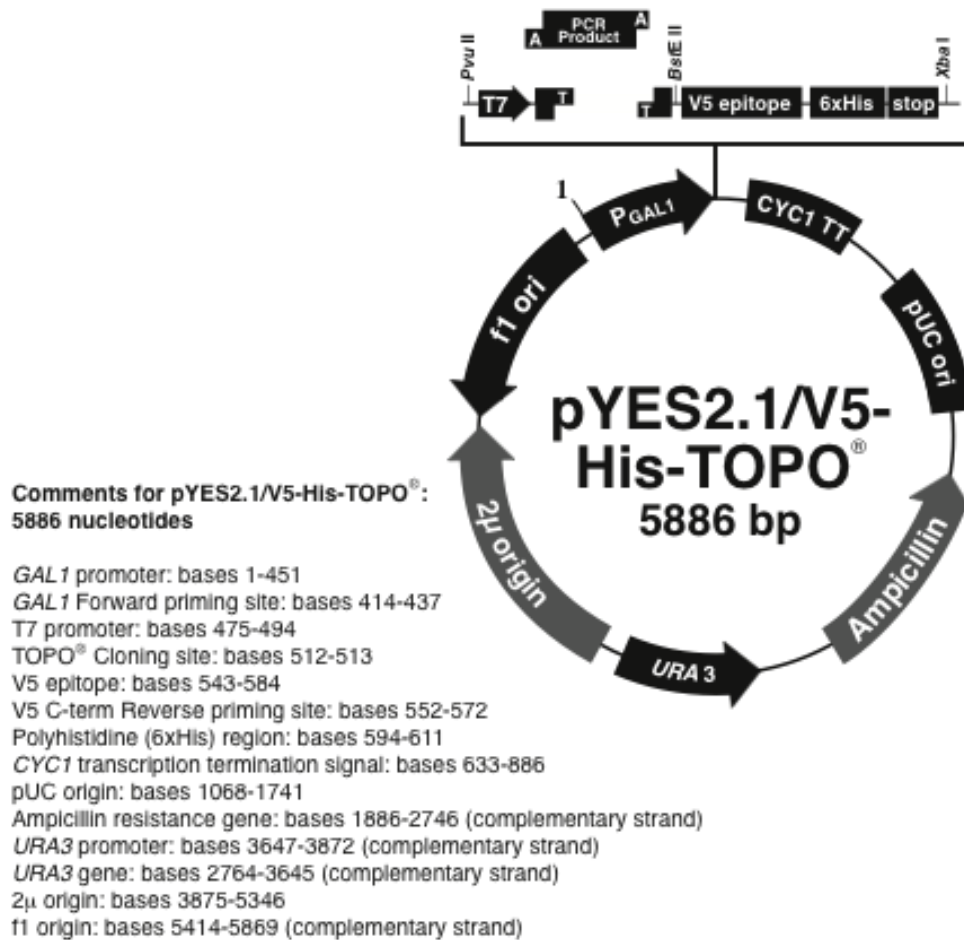 A PCR Product A
Pvu II
BstE II
Xba I
T7
T
T
V5 epitope
6xHis
stop
1
PGAL1
CYC1 TT
f1 ori
pUC ori
pYES2.1/V5-
His-TOPO®
5886 bp
2µ origin
Ampicillin
URA3
Comments for pYES2.1/V5-His-TOPO®:
5886 nucleotides
GAL1 promoter: bases 1-451
GAL1 Forward priming site: bases 414-437
T7 promoter: bases 475-494
TOPO® Cloning site: bases 512-513
V5 epitope: bases 543-584
V5 C-term Reverse priming site: bases 552-572
Polyhistidine (6xHis) region: bases 594-611
CYC1 transcription termination signal: bases 633-886
pUC origin: bases 1068-1741
Ampicillin resistance gene: bases 1886-2746 (complementary strand)
URA3 promoter: bases 3647-3872 (complementary strand)
URA3 gene: bases 2764-3645 (complementary strand)
2µ origin: bases 3875-5346
f1 origin: bases 5414-5869 (complementary strand)